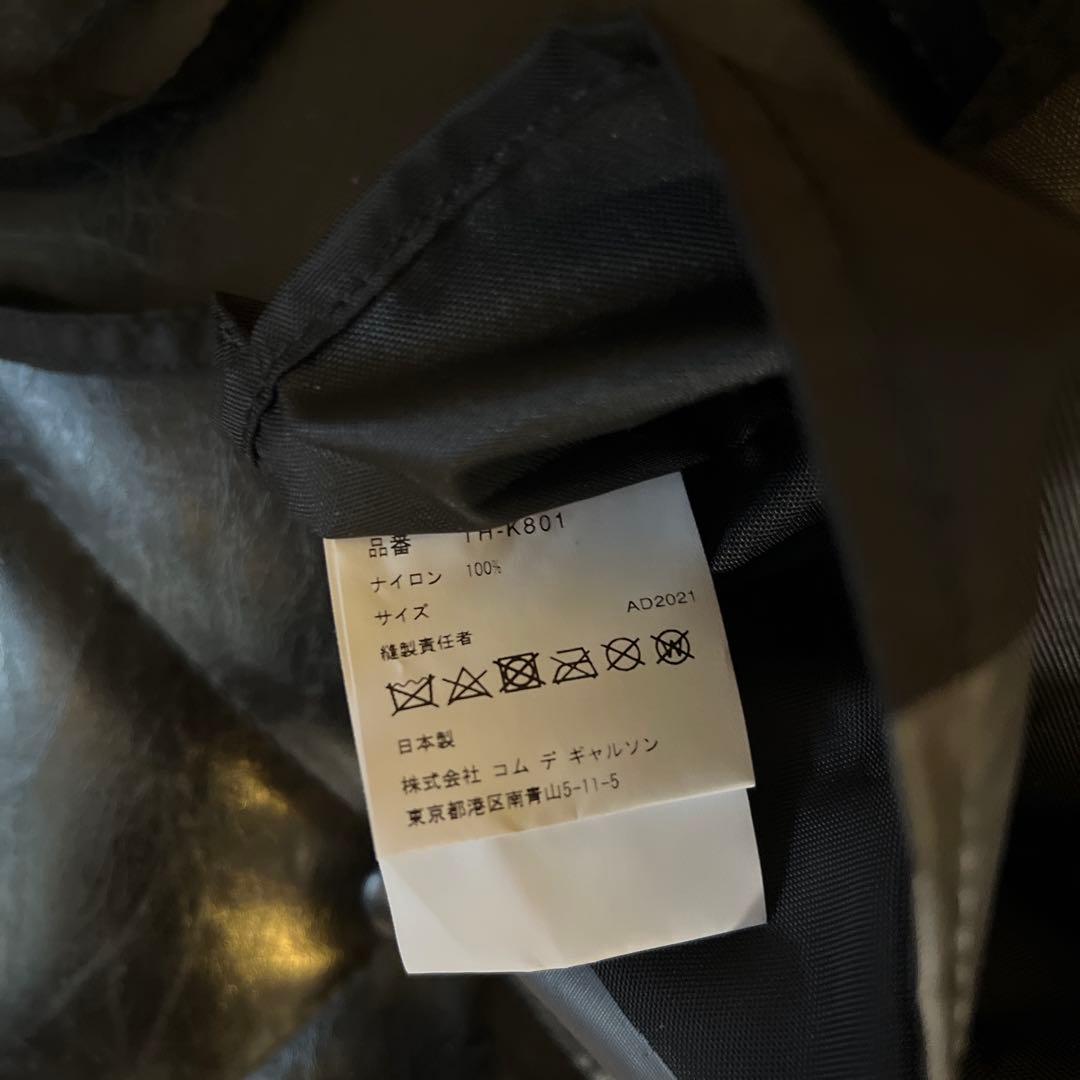 品番 TH-K801
ナイロン 100%
サイズ AD2021
縫製責任者
W
日本製
株式会社 コム デ ギャルソン
東京都港区南青山5-11-5